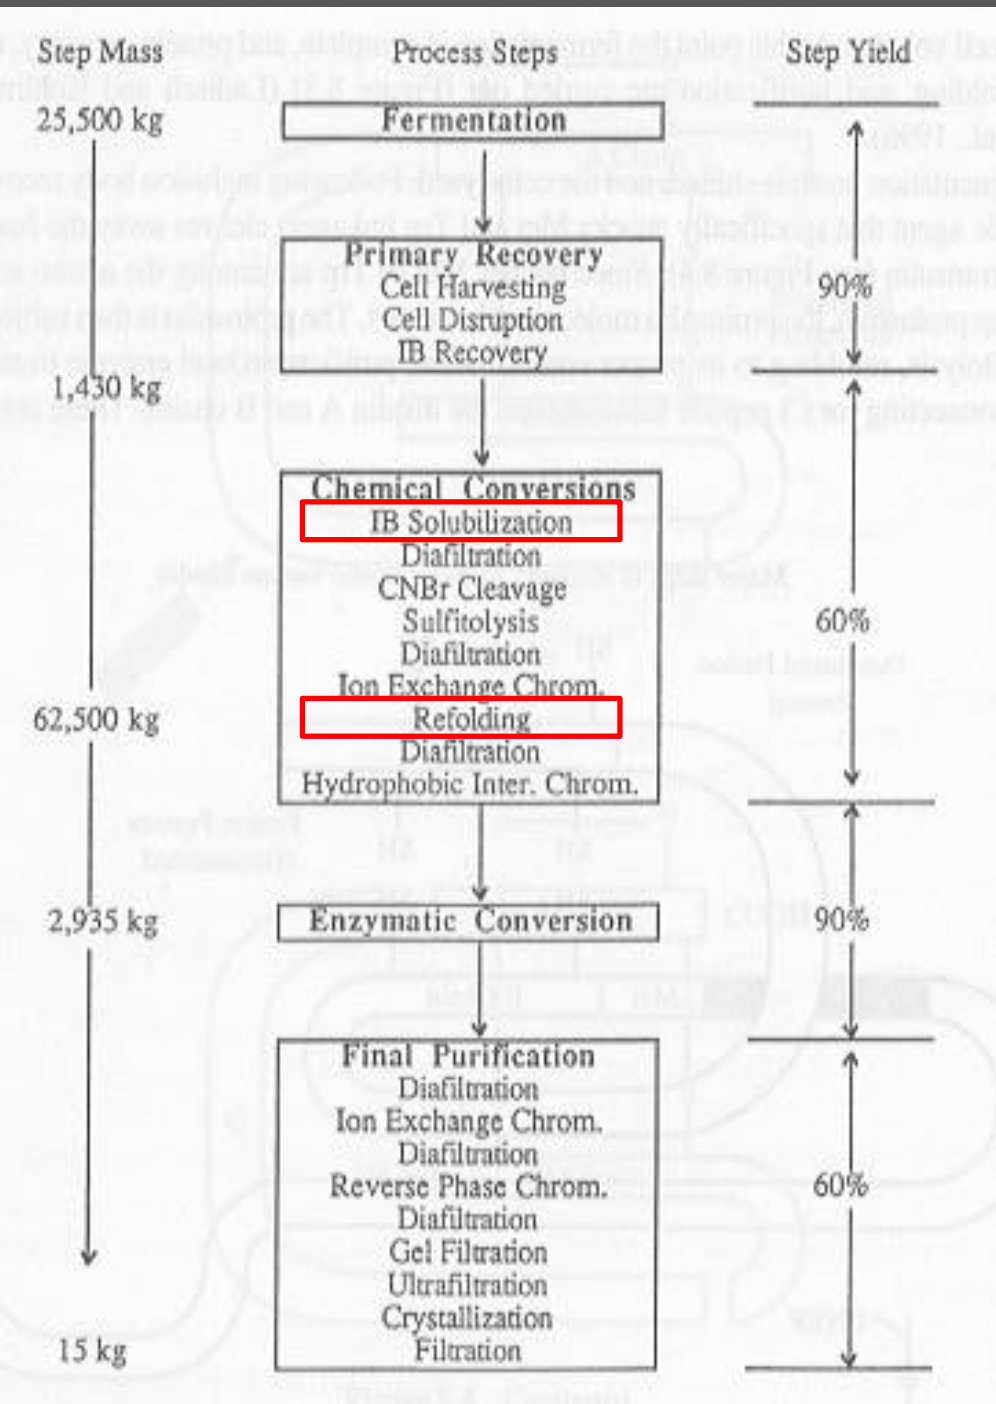 Step Mass
Process Steps
Step Yield
25,500 kg
Fermentation
Primary Recovery
Cell Harvesting
90%
Cell Disruption
IB Recovery
1,430 kg
Chemical Conversions
IB Solubilization
Diafiltration
CNBr Cleavage
Sulfitolysis
60%
Diafiltration
Ion Exchange Chrom.
62,500 kg
Refolding
Diafiltration
Hydrophobic Inter. Chrom.
2,935 kg
Enzymatic Conversion
90%
Final Purification
Diafiltration
Ion Exchange Chrom.
Diafiltration
Reverse Phase Chrom.
60%
Diafiltration
Gel Filtration
Ultrafiltration
Crystallization
15 kg
Filtration